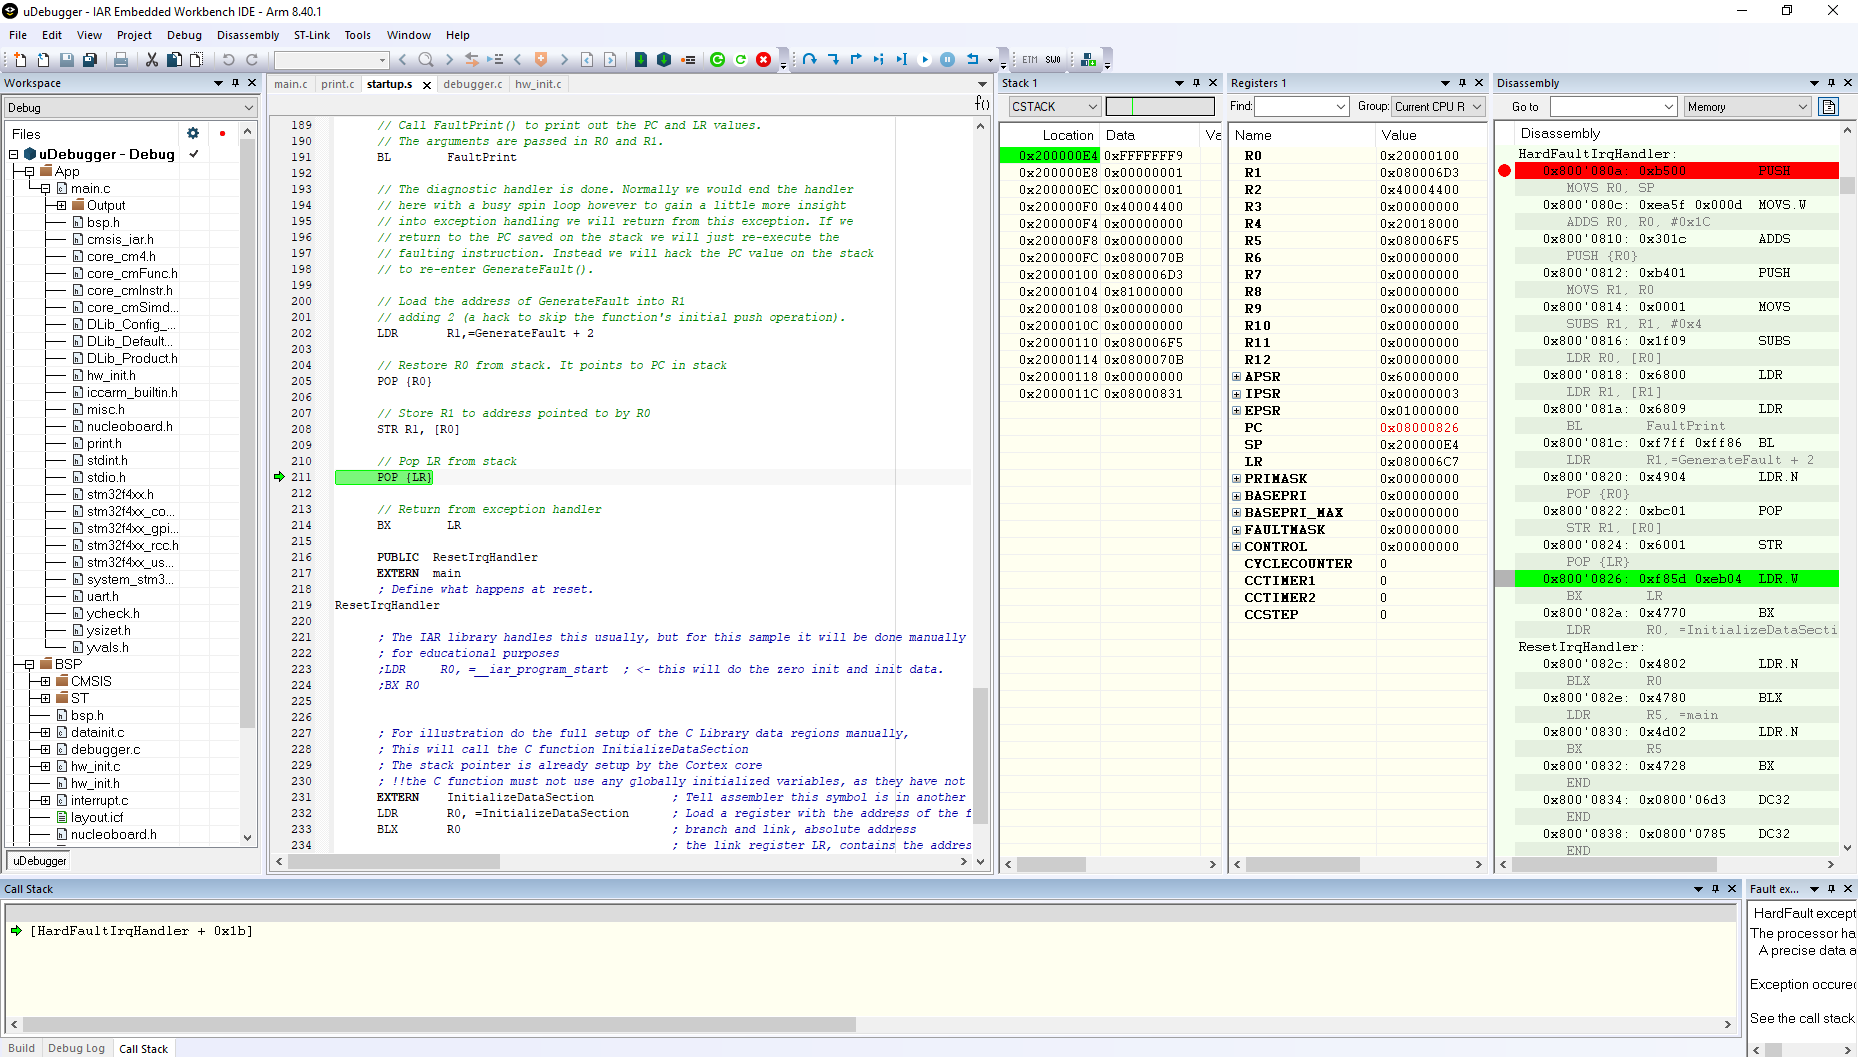 uDebugger - IAR Embedded Workbench IDE - Arm 8.40.1
File Edit View Project Debug Disassembly ST-Link Tools Window Help
ETM SWO
Workspace
Debug
Files
uDebugger - Debug
App
main.c
Output
bsp.h
cmsis_iar.h
core_cm4.h
core_cmFunc.h
core_cmInstr.h
core_cmSimd...
DLib_Config_...
DLib_Default...
DLib_Product.h
hw_init.h
iccarm_builtin.h
misc.h
nucleoboard.h
print.h
stdint.h
stdio.h
stm32f4xx.h
stm32f4xx_co...
stm32f4xx_gpi...
stm32f4xx_rcc.h
stm32f4xx_us...
system_stm3...
uart.h
ycheck.h
ysizet.h
yvals.h
BSP
CMSIS
ST
bsp.h
datainit.c
debugger.c
hw_init.c
hw_init.h
interrupt.c
layout.icf
nucleoboard.h
uDebugger
main.c print.c startup.s debugger.c hw_init.c
f()
189 // Call FaultPrint() to print out the PC and LR values.
190 // The arguments are passed in R0 and R1.
191 BL FaultPrint
192
193 // The diagnostic handler is done. Normally we would end the handler
194 // here with a busy spin loop however to gain a little more insight
195 // into exception handling we will return from this exception. If we
196 // return to the PC saved on the stack we will just re-execute the
197 // faulting instruction. Instead we will hack the PC value on the stack
198 // to re-enter GenerateFault().
199
200 // Load the address of GenerateFault into R1
201 // adding 2 (a hack to skip the function's initial push operation).
202 LDR R1,=GenerateFault + 2
203
204 // Restore R0 from stack. It points to PC in stack
205 POP {R0}
206
207 // Store R1 to address pointed to by R0
208 STR R1, [R0]
209
210 // Pop LR from stack
211 POP {LR}
212
213 // Return from exception handler
214 BX LR
215
216 PUBLIC ResetIrqHandler
217 EXTERN main
218 ; Define what happens at reset.
219 ResetIrqHandler
220
221 ; The IAR library handles this usually, but for this sample it will be done manually
222 ; for educational purposes
223 ;LDR R0, =__iar_program_start ; <- this will do the zero init and init data.
224 ;BX R0
225
226
227 ; For illustration do the full setup of the C Library data regions manually,
228 ; This will call the C function InitializeDataSection
229 ; The stack pointer is already setup by the Cortex core
230 ; !!the C function must not use any globally initialized variables, as they have not
231 EXTERN InitializeDataSection ; Tell assembler this symbol is in another
232 LDR R0, =InitializeDataSection ; Load a register with the address of the f
233 BLX R0 ; branch and link, absolute address
234 ; the link register LR, contains the addres
Stack 1
CSTACK
Location Data Va
0x200000E4 0xFFFFFFF9
0x200000E8 0x00000001
0x200000EC 0x00000001
0x200000F0 0x40004400
0x200000F4 0x00000000
0x200000F8 0x00000000
0x200000FC 0x0800070B
0x20000100 0x080006D3
0x20000104 0x81000000
0x20000108 0x00000000
0x2000010C 0x00000000
0x20000110 0x080006F5
0x20000114 0x0800070B
0x20000118 0x00000000
0x2000011C 0x08000831
Registers 1
Find: Group: Current CPU R
Name Value
R0 0x20000100
R1 0x080006D3
R2 0x40004400
R3 0x00000000
R4 0x20018000
R5 0x080006F5
R6 0x00000000
R7 0x00000000
R8 0x00000000
R9 0x00000000
R10 0x00000000
R11 0x00000000
R12 0x00000000
APSR 0x60000000
IPSR 0x00000003
EPSR 0x01000000
PC 0x08000826
SP 0x200000E4
LR 0x080006C7
PRIMASK 0x00000000
BASEPRI 0x00000000
BASEPRI_MAX 0x00000000
FAULTMASK 0x00000000
CONTROL 0x00000000
CYCLECOUNTER 0
CCTIMER1 0
CCTIMER2 0
CCSTEP 0
Disassembly
Go to Memory
Disassembly
HardFaultIrqHandler:
0x800'080a: 0xb500 PUSH
MOVS R0, SP
0x800'080c: 0xea5f 0x000d MOVS.W
ADDS R0, R0, #0x1C
0x800'0810: 0x301c ADDS
PUSH {R0}
0x800'0812: 0xb401 PUSH
MOVS R1, R0
0x800'0814: 0x0001 MOVS
SUBS R1, R1, #0x4
0x800'0816: 0x1f09 SUBS
LDR R0, [R0]
0x800'0818: 0x6800 LDR
LDR R1, [R1]
0x800'081a: 0x6809 LDR
BL FaultPrint
0x800'081c: 0xf7ff 0xff86 BL
LDR R1,=GenerateFault + 2
0x800'0820: 0x4904 LDR.N
POP {R0}
0x800'0822: 0xbc01 POP
STR R1, [R0]
0x800'0824: 0x6001 STR
POP {LR}
0x800'0826: 0xf85d 0xeb04 LDR.W
BX LR
0x800'082a: 0x4770 BX
LDR R0, =InitializeDataSecti
ResetIrqHandler:
0x800'082c: 0x4802 LDR.N
BLX R0
0x800'082e: 0x4780 BLX
LDR R5, =main
0x800'0830: 0x4d02 LDR.N
BX R5
0x800'0832: 0x4728 BX
END
0x800'0834: 0x0800'06d3 DC32
END
0x800'0838: 0x0800'0785 DC32
END
Call Stack
[HardFaultIrqHandler + 0x1b]
Build Debug Log Call Stack
Fault ex...
HardFault except
The processor ha
A precise data a
Exception occured
See the call stack